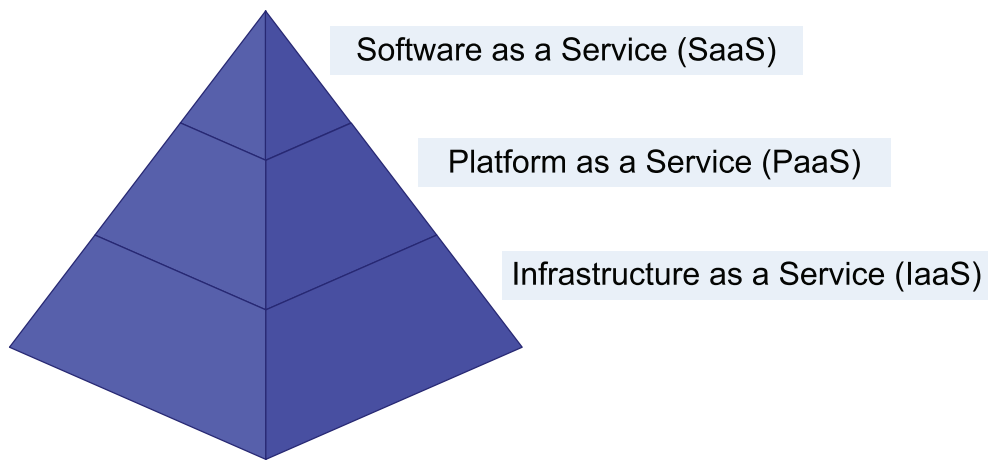 Software as a Service (SaaS)
Platform as a Service (PaaS)
Infrastructure as a Service (IaaS)